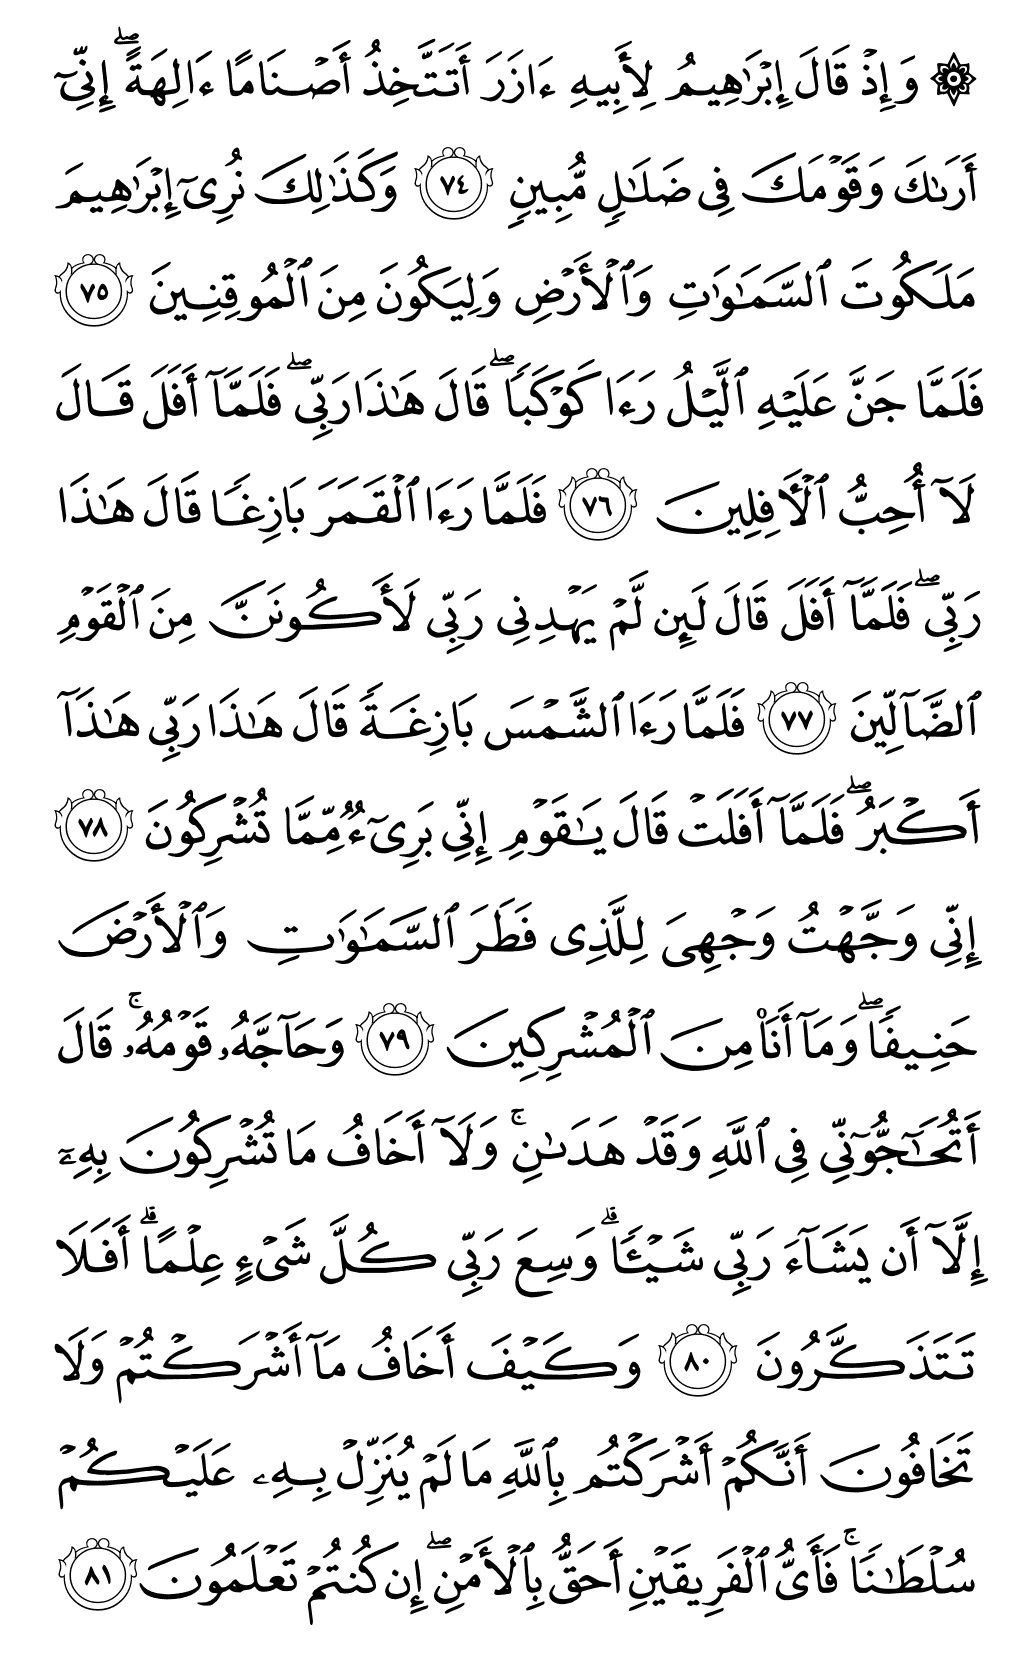 ۞ وَإِذۡ قَالَ إِبۡرَٰهِيمُ لِأَبِيهِ ءَازَرَ أَتَتَّخِذُ أَصۡنَامًا ءَالِهَةً ۖ إِنِّيٓ
أَرَىٰكَ وَقَوۡمَكَ فِي ضَلَٰلٖ مُّبِينٖ ٧٤ وَكَذَٰلِكَ نُرِيٓ إِبۡرَٰهِيمَ
مَلَكُوتَ ٱلسَّمَٰوَٰتِ وَٱلۡأَرۡضِ وَلِيَكُونَ مِنَ ٱلۡمُوقِنِينَ ٧٥
فَلَمَّا جَنَّ عَلَيۡهِ ٱلَّيۡلُ رَءَا كَوۡكَبٗاۖ قَالَ هَٰذَا رَبِّيۖ فَلَمَّآ أَفَلَ قَالَ
لَآ أُحِبُّ ٱلۡأٓفِلِينَ ٧٦ فَلَمَّا رَءَا ٱلۡقَمَرَ بَازِغٗا قَالَ هَٰذَا
رَبِّيۖ فَلَمَّآ أَفَلَ قَالَ لَئِن لَّمۡ يَهۡدِنِي رَبِّي لَأَكُونَنَّ مِنَ ٱلۡقَوۡمِ
ٱلضَّآلِّينَ ٧٧ فَلَمَّا رَءَا ٱلشَّمۡسَ بَازِغَةٗ قَالَ هَٰذَا رَبِّي هَٰذَآ
أَكۡبَرُۖ فَلَمَّآ أَفَلَتۡ قَالَ يَٰقَوۡمِ إِنِّي بَرِيٓءٞ مِّمَّا تُشۡرِكُونَ ٧٨
إِنِّي وَجَّهۡتُ وَجۡهِيَ لِلَّذِي فَطَرَ ٱلسَّمَٰوَٰتِ وَٱلۡأَرۡضَ
حَنِيفٗاۖ وَمَآ أَنَا۠ مِنَ ٱلۡمُشۡرِكِينَ ٧٩ وَحَآجَّهُۥ قَوۡمُهُۥۚ قَالَ
أَتُحَٰٓجُّوٓنِّي فِي ٱللَّهِ وَقَدۡ هَدَىٰنِۚ وَلَآ أَخَافُ مَا تُشۡرِكُونَ بِهِۦٓ
إِلَّآ أَن يَشَآءَ رَبِّي شَيۡـٔٗاۗ وَسِعَ رَبِّي كُلَّ شَيۡءٍ عِلۡمًاۗ أَفَلَا
تَتَذَكَّرُونَ ٨٠ وَكَيۡفَ أَخَافُ مَآ أَشۡرَكۡتُمۡ وَلَا
تَخَافُونَ أَنَّكُمۡ أَشۡرَكۡتُم بِٱللَّهِ مَا لَمۡ يُنَزِّلۡ بِهِۦ عَلَيۡكُمۡ
سُلۡطَٰنٗاۚ فَأَيُّ ٱلۡفَرِيقَيۡنِ أَحَقُّ بِٱلۡأَمۡنِۖ إِن كُنتُمۡ تَعۡلَمُونَ ٨١